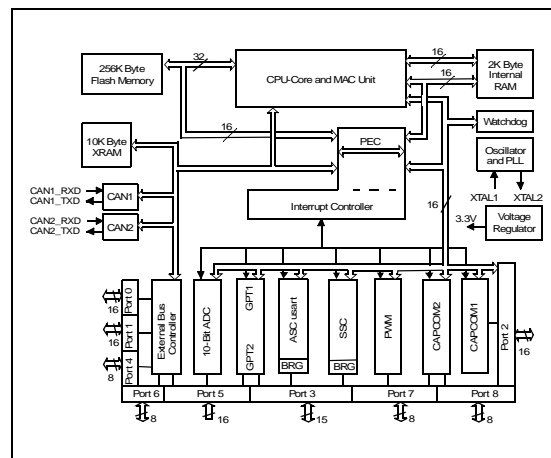 32
16
256K Byte
Flash Memory
CPU-Core and MAC Unit
2K Byte
Internal
RAM
16
16
Watchdog
PEC
10K Byte
XRAM
Oscillator
and PLL
CAN1_RXD
CAN1_TXD
CAN1
XTAL1
XTAL2
CAN2_RXD
CAN2_TXD
CAN2
Interrupt Controller
16
3.3V
Voltage
Regulator
Port 0
16
Port 1
16
Port 4
8
External Bus
Controller
10-Bit ADC
GPT1
GPT2
ASC usart
BRG
SSC
BRG
PWM
CAPCOM2
CAPCOM1
Port 2
16
Port 6
Port 5
Port 3
Port 7
Port 8
8
16
15
8
8